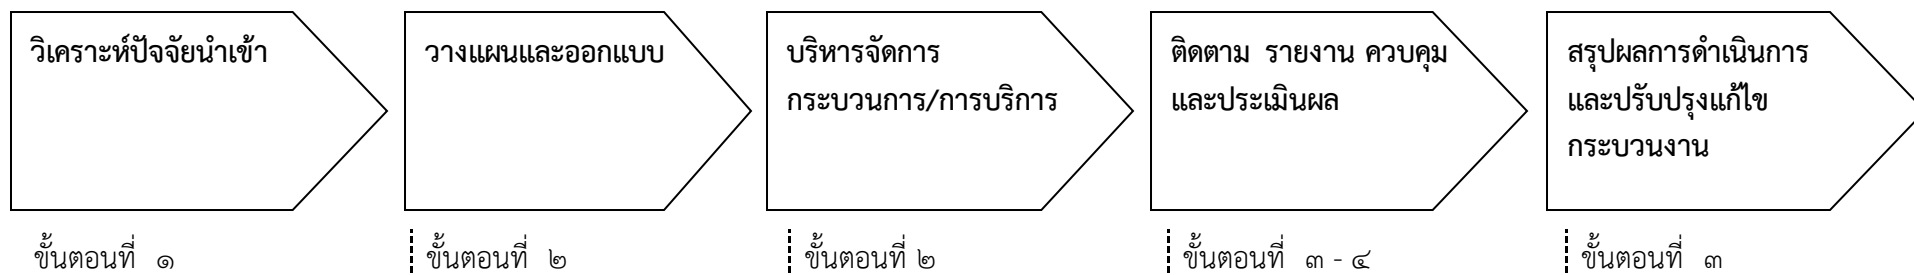 วิเคราะห์ปัจจัยนำเข้า
วางแผนและออกแบบ
บริหารจัดการ
กระบวนการ/การบริการ
ติดตาม รายงาน ควบคุม
และประเมินผล
สรุปผลการดำเนินการ
และปรับปรุงแก้ไข
กระบวนงาน
ขั้นตอนที่ ๑
ขั้นตอนที่ ๒
ขั้นตอนที่ ๒
ขั้นตอนที่ ๓ - ๔
ขั้นตอนที่ ๓